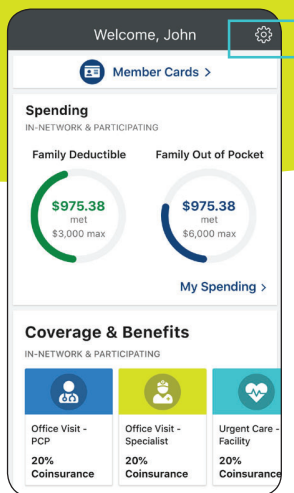 Welcome, John
Member Cards >
Spending
IN-NETWORK & PARTICIPATING
Family Deductible
$975.38
met
$3,000 max
Family Out of Pocket
$975.38
met
$6,000 max
My Spending >
Coverage & Benefits
IN-NETWORK & PARTICIPATING
Office Visit -
PCP
20%
Coinsurance
Office Visit -
Specialist
20%
Coinsurance
Urgent Care -
Facility
20%
Coinsurance